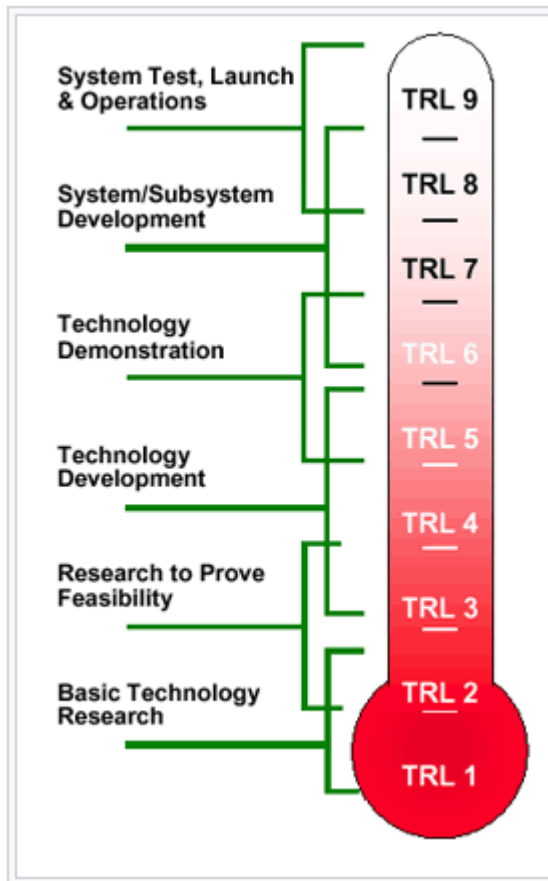 System Test, Launch
& Operations
System/Subsystem
Development
Technology
Demonstration
Technology
Development
Research to Prove
Feasibility
Basic Technology
Research
TRL 9
TRL 8
TRL 7
TRL 6
TRL 5
TRL 4
TRL 3
TRL 2
TRL 1